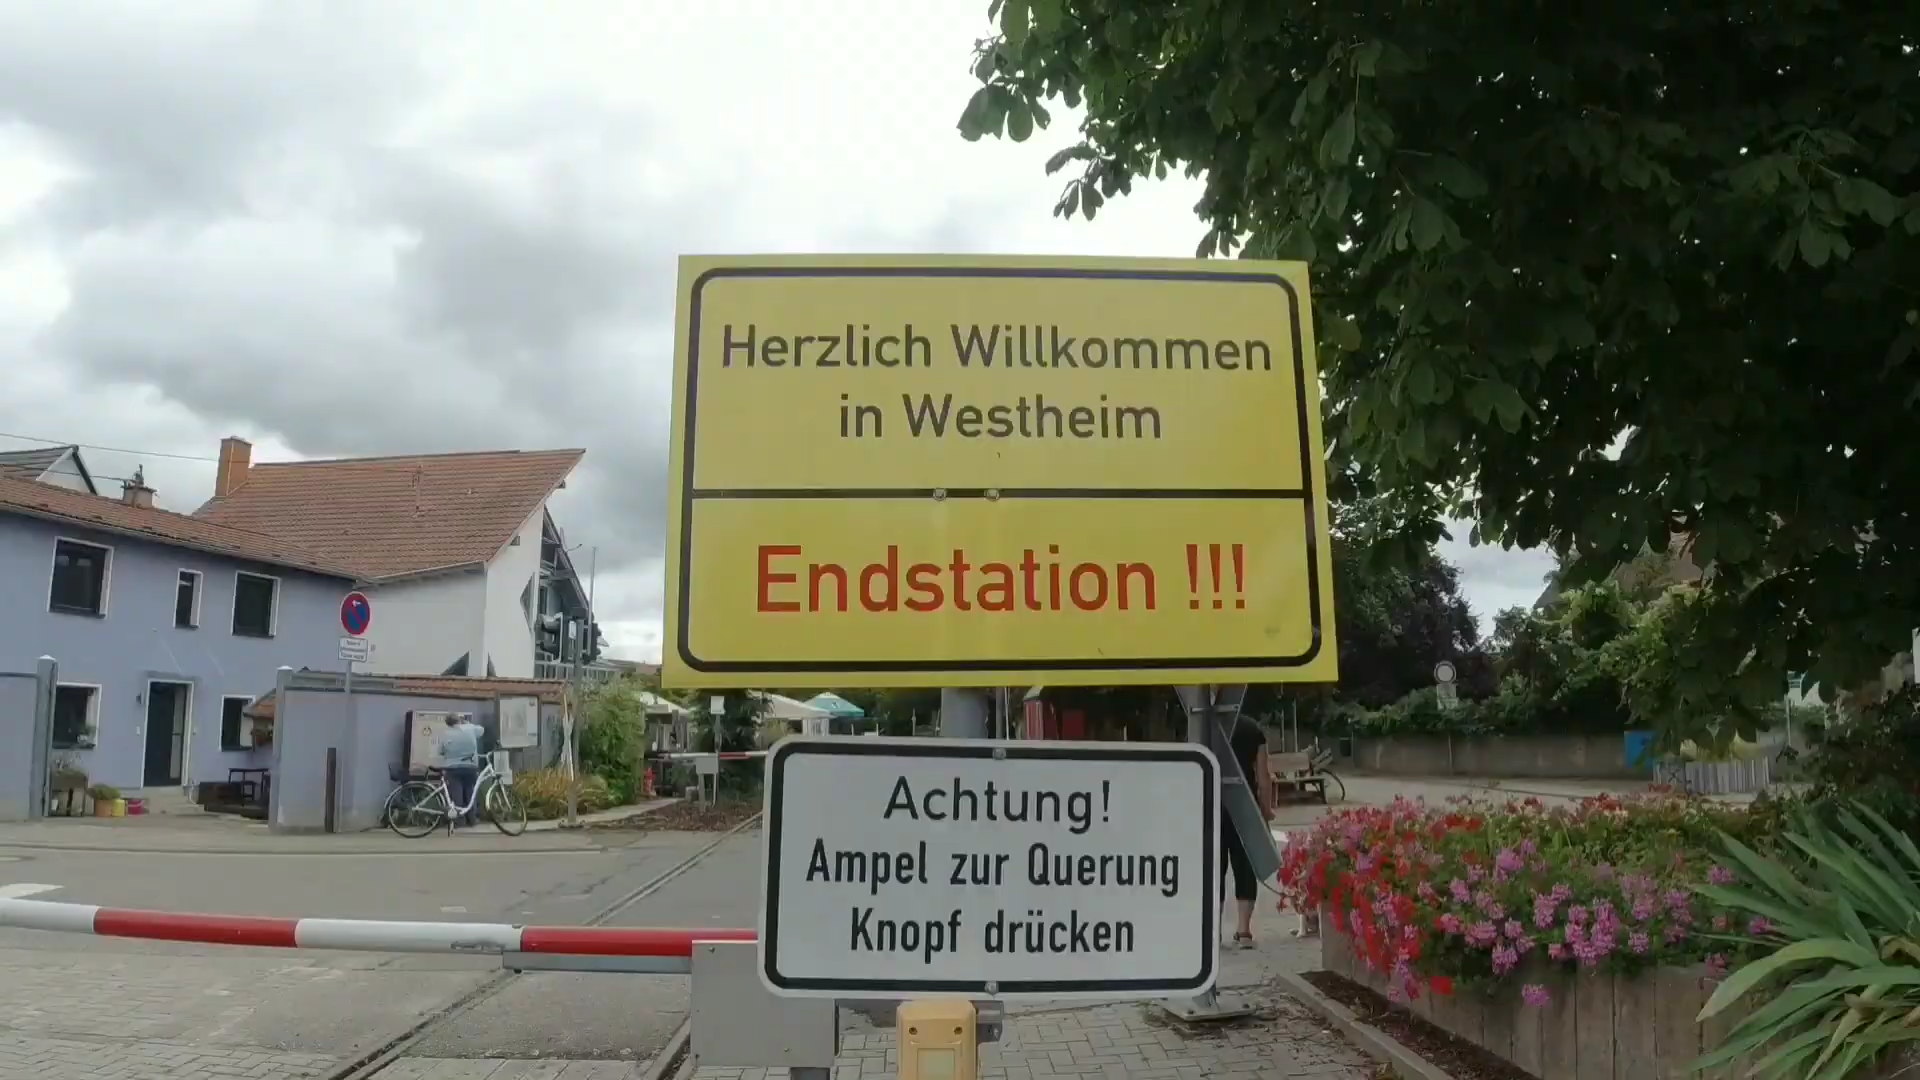 Herzlich Willkommen
in Westheim
Endstation !!!
Achtung!
Ampel zur Querung
Knopf drücken